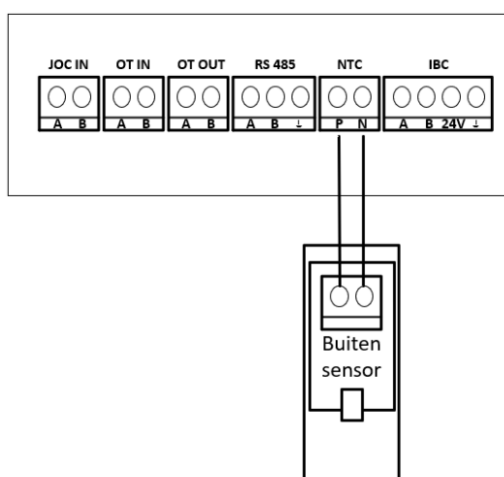 JOC IN OT IN OT OUT RS 485 NTC IBC
A B A B A B A B ⏚ P N A B 24V ⏚
Buiten
sensor